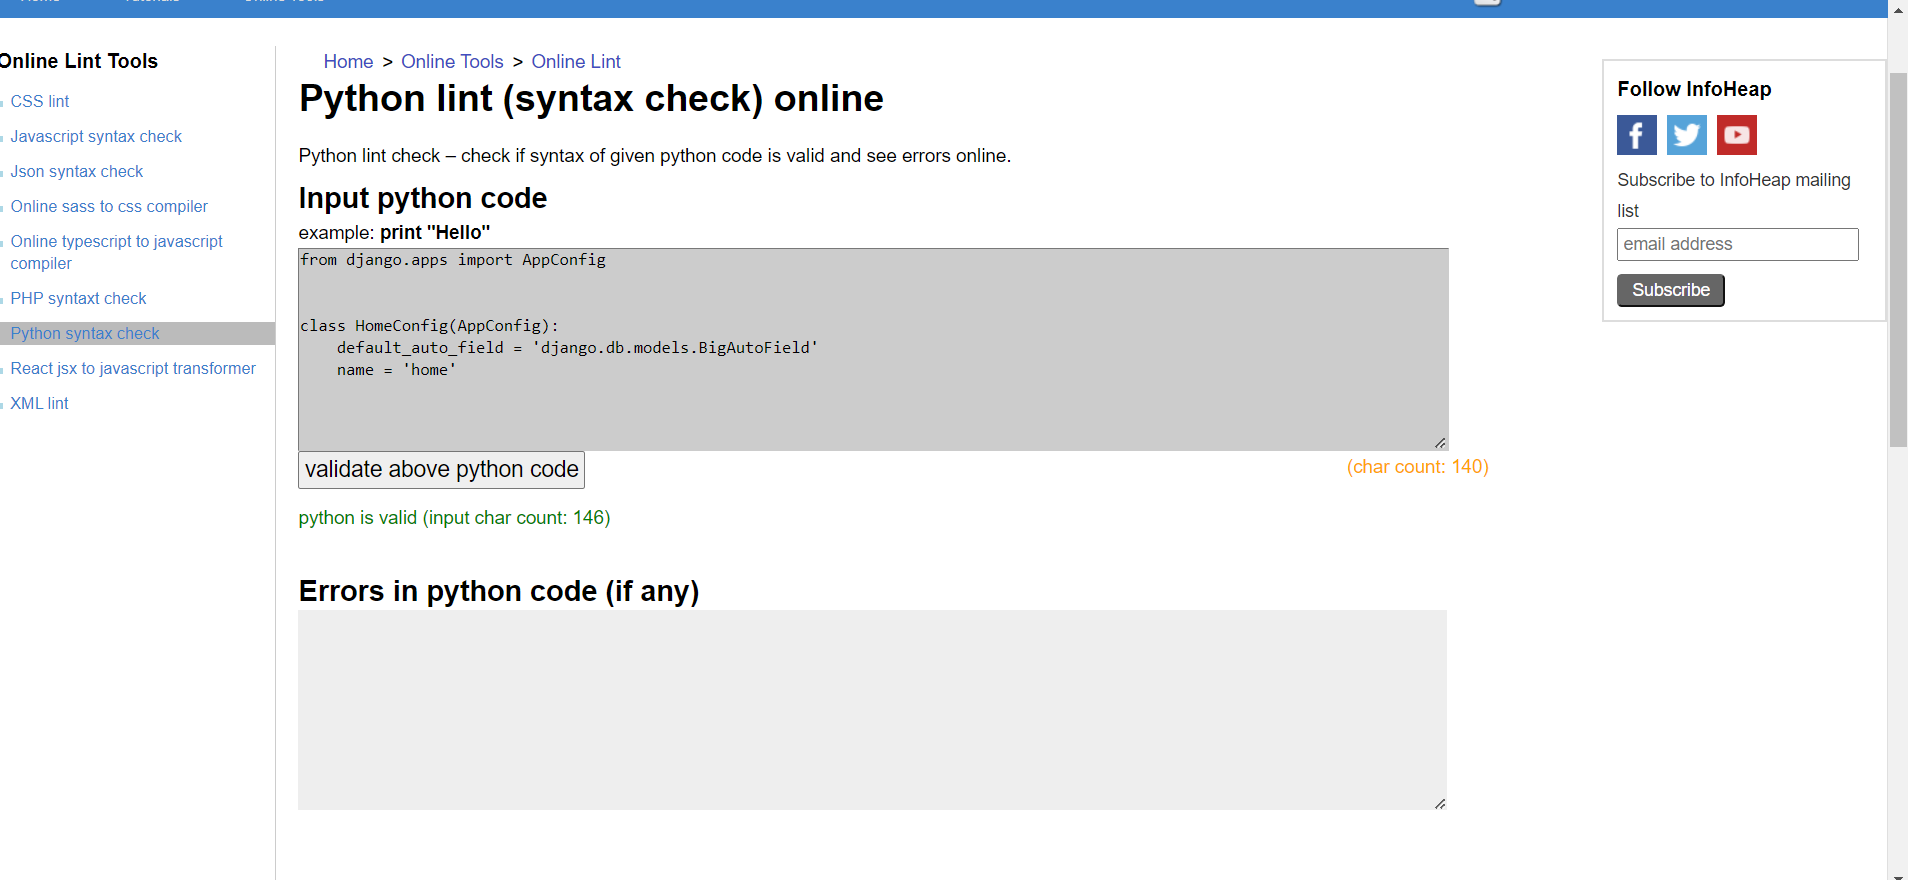 Online Lint Tools
CSS lint
Javascript syntax check
Json syntax check
Online sass to css compiler
Online typescript to javascript
compiler
PHP syntaxt check
Python syntax check
React jsx to javascript transformer
XML lint
Home > Online Tools > Online Lint
Python lint (syntax check) online
Python lint check – check if syntax of given python code is valid and see errors online.
Input python code
example: print "Hello"
from django.apps import AppConfig
class HomeConfig(AppConfig):
    default_auto_field = 'django.db.models.BigAutoField'
    name = 'home'
validate above python code
(char count: 140)
python is valid (input char count: 146)
Errors in python code (if any)
Follow InfoHeap
Subscribe to InfoHeap mailing
list
email address
Subscribe